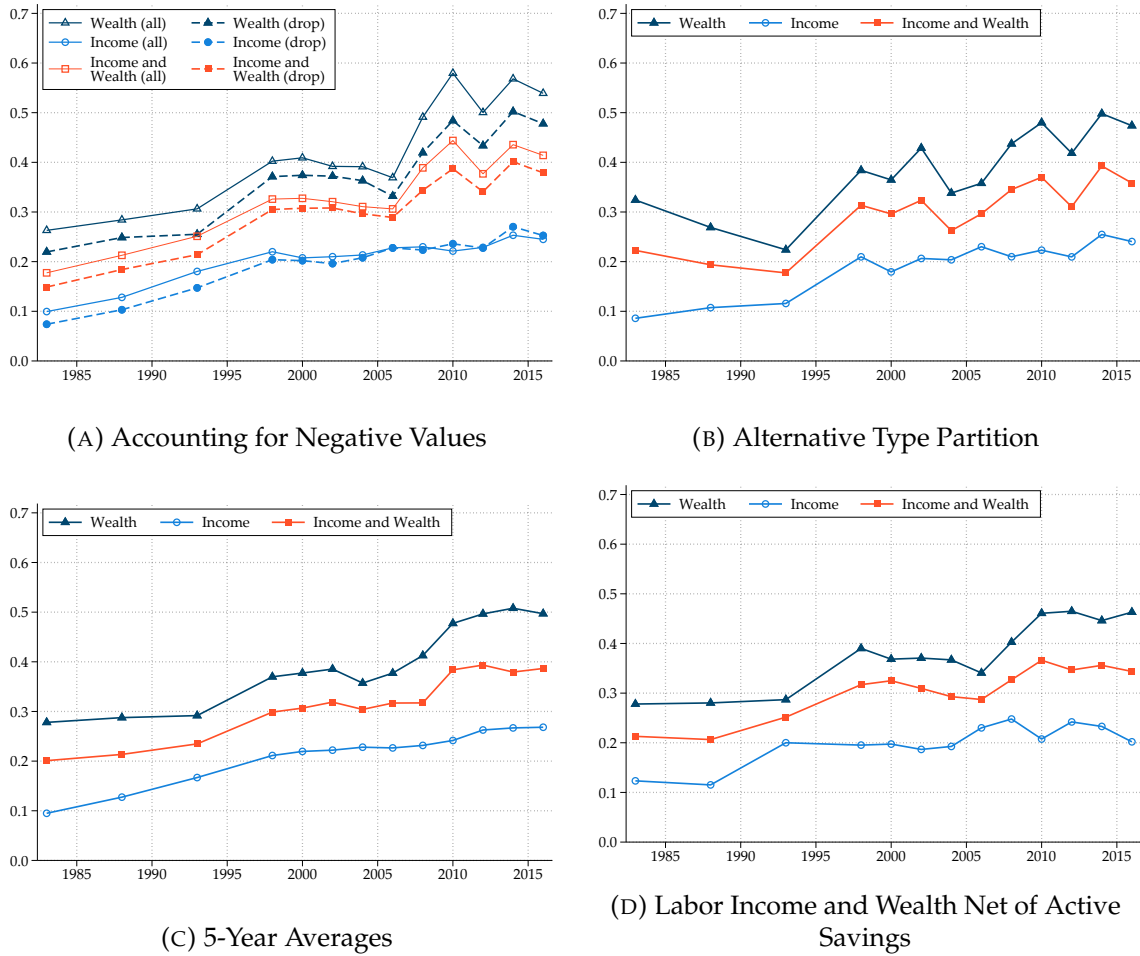 Wealth (all)
Wealth (drop)
Income (all)
Income (drop)
Income and
Wealth (all)
Income and
Wealth (drop)
0.7
0.6
0.5
0.4
0.3
0.2
0.1
0.0
1985 1990 1995 2000 2005 2010 2015
(A) Accounting for Negative Values
Wealth Income Income and Wealth
0.7
0.6
0.5
0.4
0.3
0.2
0.1
0.0
1985 1990 1995 2000 2005 2010 2015
(B) Alternative Type Partition
Wealth Income Income and Wealth
0.7
0.6
0.5
0.4
0.3
0.2
0.1
0.0
1985 1990 1995 2000 2005 2010 2015
(C) 5-Year Averages
Wealth Income Income and Wealth
0.7
0.6
0.5
0.4
0.3
0.2
0.1
0.0
1985 1990 1995 2000 2005 2010 2015
(D) Labor Income and Wealth Net of Active
Savings